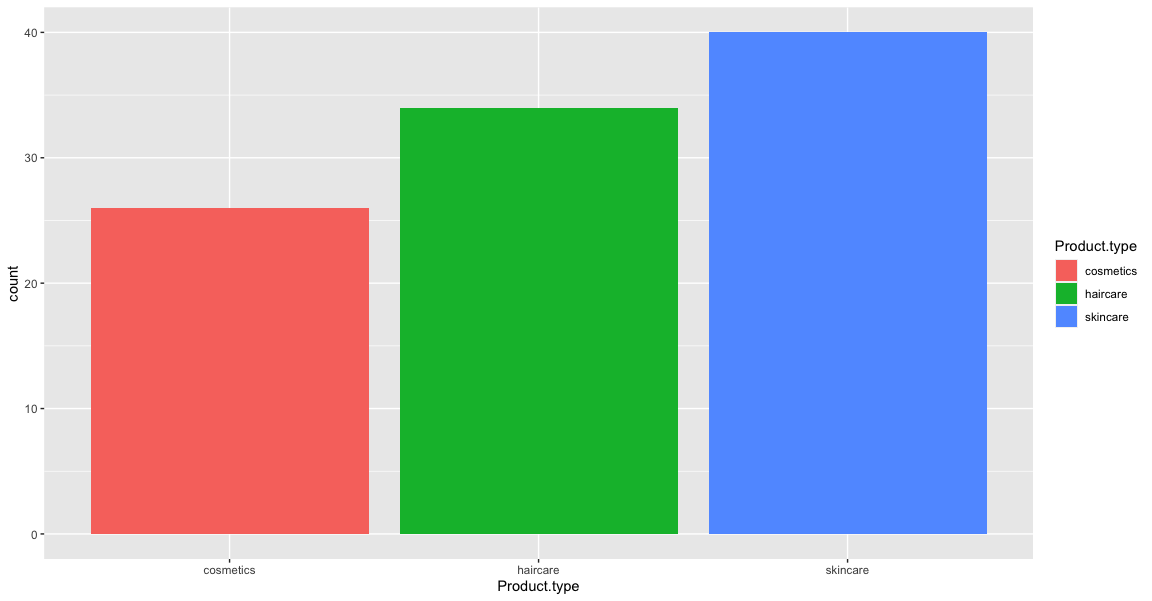 40
30
20
10
0
count
cosmetics
haircare
skincare
Product.type
Product.type
cosmetics
haircare
skincare